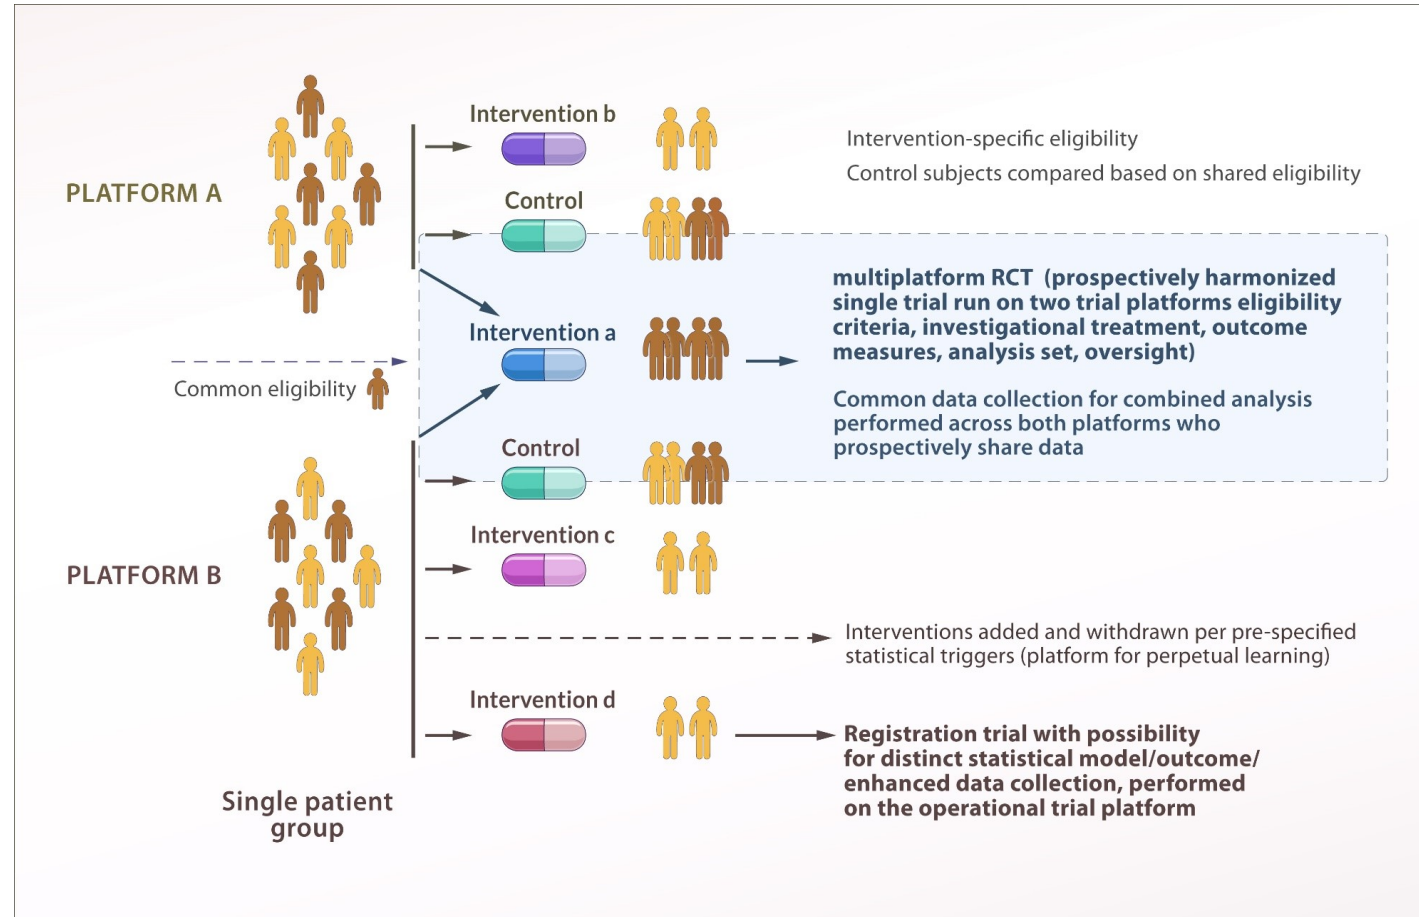 Intervention b
Intervention-specific eligibility
Control subjects compared based on shared eligibility
PLATFORM A
Control
multiplatform RCT (prospectively harmonized
single trial run on two trial platforms eligibility
criteria, investigational treatment, outcome
measures, analysis set, oversight)
Intervention a
Common eligibility
Common data collection for combined analysis
performed across both platforms who
prospectively share data
Control
Intervention c
PLATFORM B
Interventions added and withdrawn per pre-specified
statistical triggers (platform for perpetual learning)
Intervention d
Registration trial with possibility
for distinct statistical model/outcome/
enhanced data collection, performed
on the operational trial platform
Single patient
group